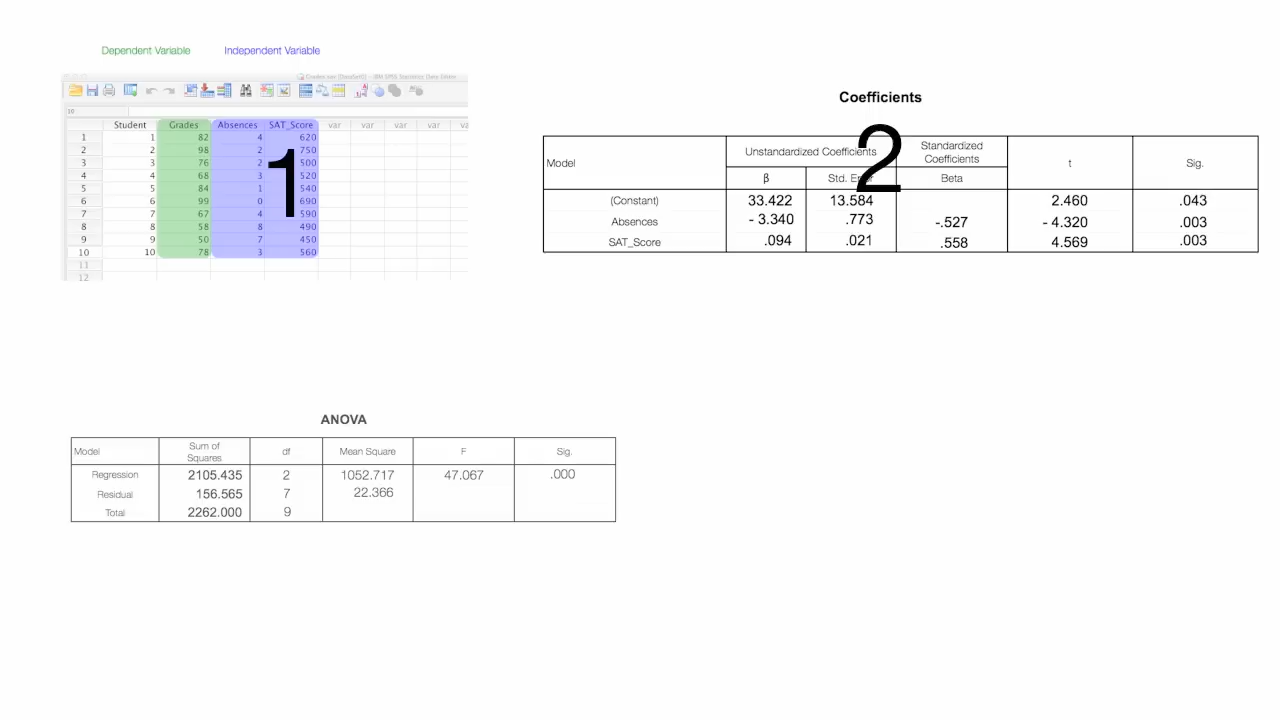 Dependent Variable Independent Variable
Student Grades Absences SAT_Score var var var var
1 1 82 4 620
2 2 98 2 750
3 3 76 2 500
4 4 68 3 520
5 5 84 1 540
6 6 99 0 690
7 7 67 4 590
8 8 58 8 490
9 9 50 7 450
10 10 78 3 560
11
12
1
Coefficients
Model Unstandardized Coefficients Standardized Coefficients t Sig.
β Beta
(Constant) 33.422 13.584 2.460 .043
Absences - 3.340 .773 -.527 - 4.320 .003
SAT_Score .094 .021 .558 4.569 .003
2
ANOVA
Model Sum of Squares df Mean Square F Sig.
Regression 2105.435 2 1052.717 47.067 .000
Residual 156.565 7 22.366
Total 2262.000 9